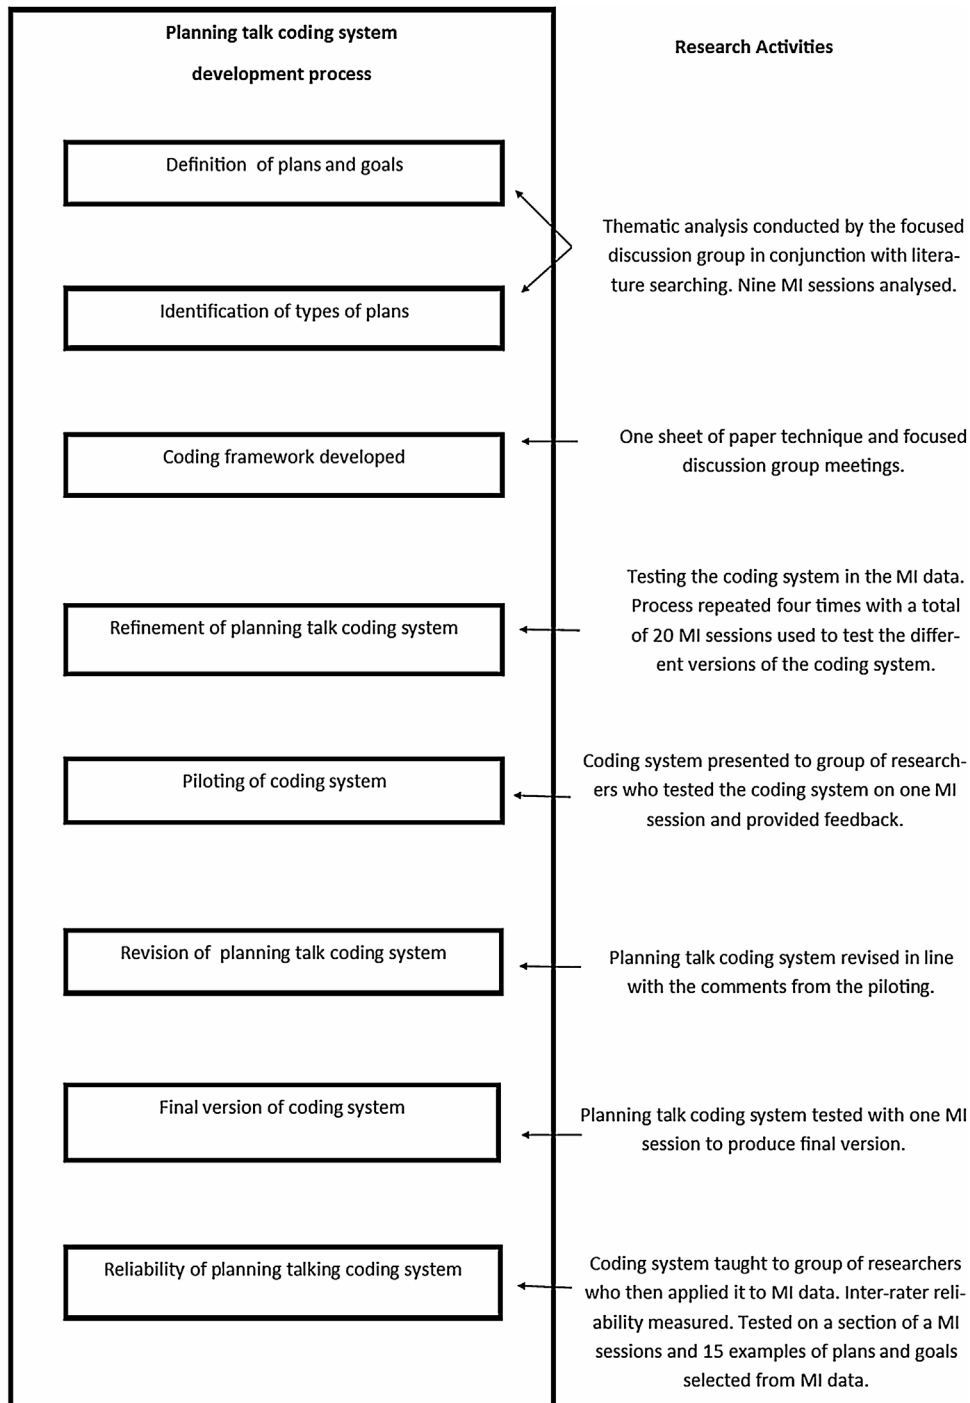 Planning talk coding system
development process
Research Activities
Definition of plans and goals
Identification of types of plans
Thematic analysis conducted by the focused
discussion group in conjunction with litera-
ture searching. Nine MI sessions analysed.
Coding framework developed
One sheet of paper technique and focused
discussion group meetings.
Refinement of planning talk coding system
Testing the coding system in the MI data.
Process repeated four times with a total
of 20 MI sessions used to test the differ-
ent versions of the coding system.
Piloting of coding system
Coding system presented to group of research-
ers who tested the coding system on one MI
session and provided feedback.
Revision of planning talk coding system
Planning talk coding system revised in line
with the comments from the piloting.
Final version of coding system
Planning talk coding system tested with one MI
session to produce final version.
Reliability of planning talking coding system
Coding system taught to group of researchers
who then applied it to MI data. Inter-rater reli-
ability measured. Tested on a section of a MI
sessions and 15 examples of plans and goals
selected from MI data.